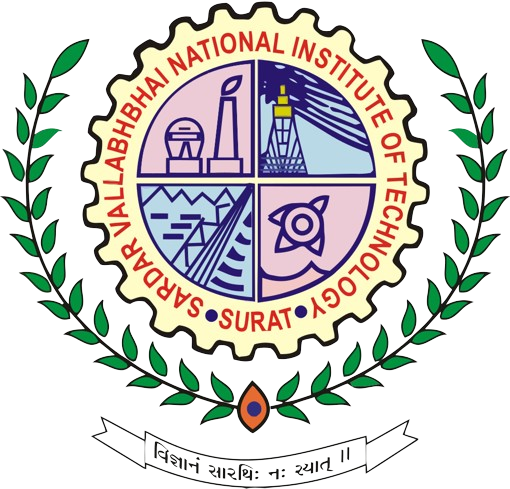 SARDAR VALLABHBHAI NATIONAL INSTITUTE OF TECHNOLOGY
• SURAT •
વિજ્ઞાનં સારથિઃ નઃ સ્યાત્ ॥